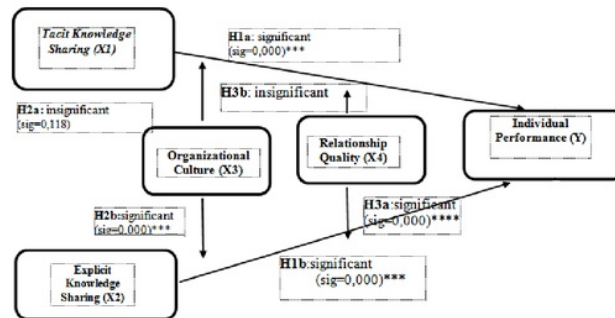 Tacit Knowledge
Sharing (X1)
H1a: significant
(sig=0,000)***
H2a: insignificant
(sig=0,118)
H3b: insignificant
Organizational
Culture (X3)
Relationship
Quality (X4)
Individual
Performance (Y)
H2b:significant
(sig=0.000)***
H3a:significant
(sig=0,000)****
Explicit
Knowledge
Sharing (X2)
H1b:significant
(sig=0,000)***